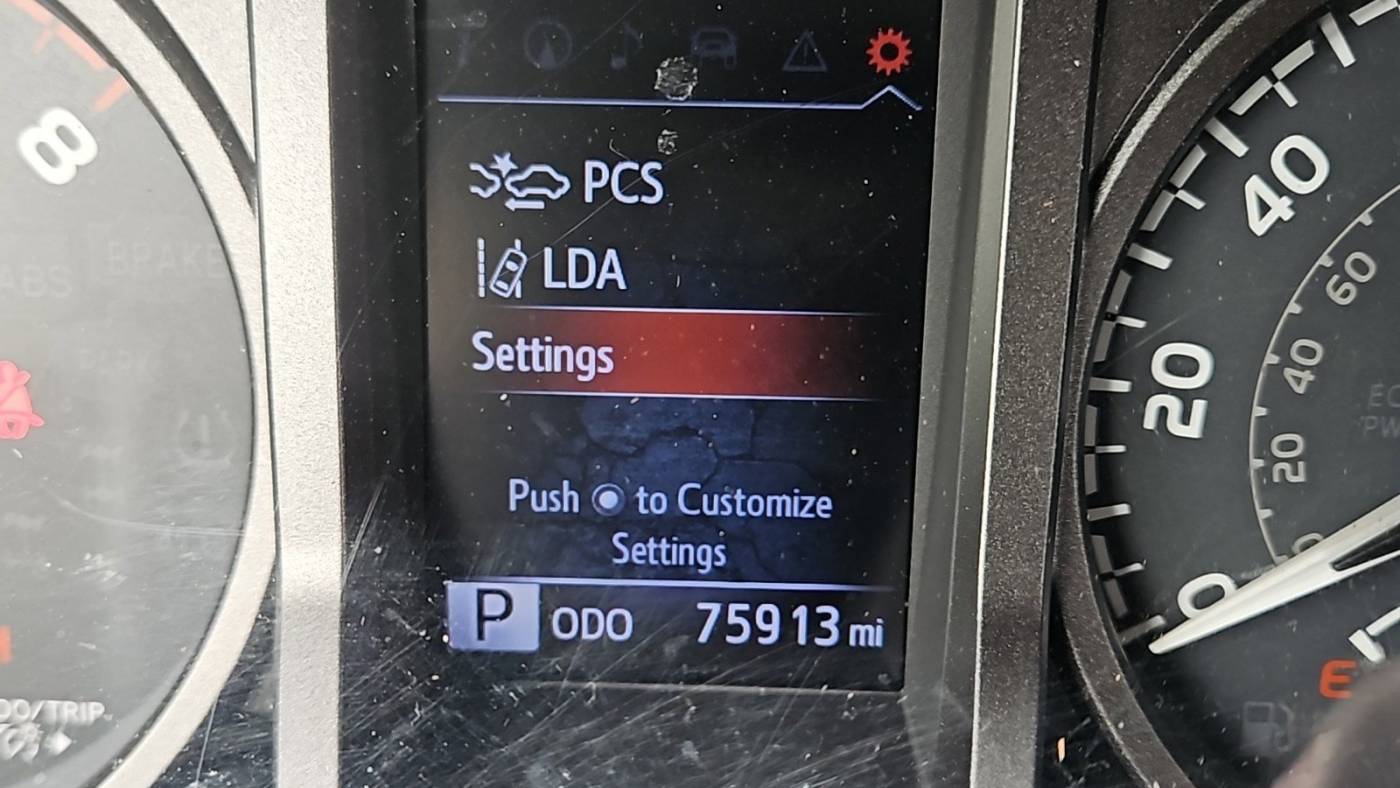 8
BRAKE
ABS
PCS
LDA
Settings
Push to Customize
Settings
P ODO 75913 mi
40
20
0
60
40
20
E